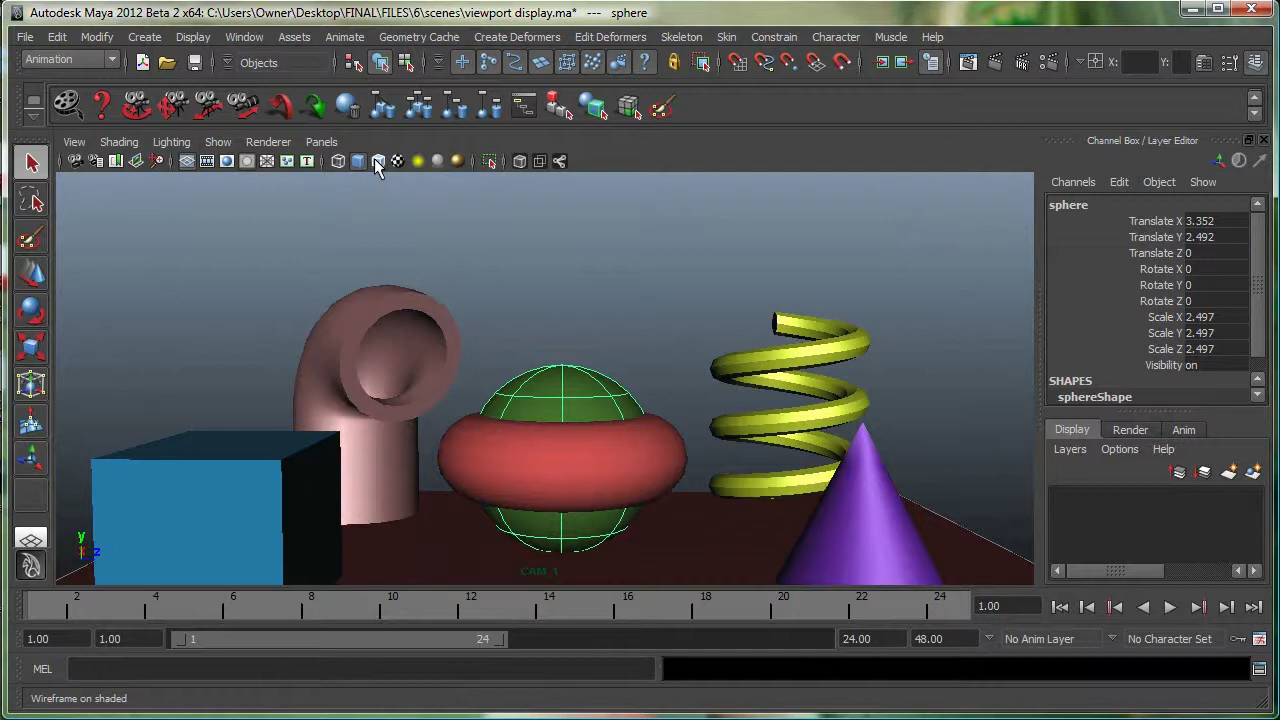 Autodesk Maya 2012 Beta 2 x64: C:\Users\Owner\Desktop\FINAL\FILES\6\scenes\viewport display.ma* --- sphere
File Edit Modify Create Display Window Assets Animate Geometry Cache Create Deformers Edit Deformers Skeleton Skin Constrain Character Muscle Help
Animation Objects X: Y:
View Shading Lighting Show Renderer Panels
Channel Box / Layer Editor
Channels Edit Object Show
sphere
Translate X 3.352
Translate Y 2.492
Translate Z 0
Rotate X 0
Rotate Y 0
Rotate Z 0
Scale X 2.497
Scale Y 2.497
Scale Z 2.497
Visibility on
SHAPES
sphereShape
Display Render Anim
Layers Options Help
y
z
CAM 1
2 4 6 8 10 12 14 16 18 20 22 24
1.00
1.00 1.00 1 24 24.00 48.00 No Anim Layer No Character Set
MEL
Wireframe on shaded